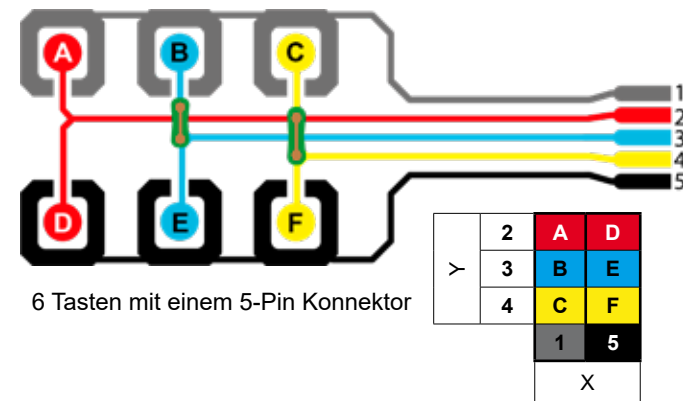 A B C
1
2
3
4
5
D E F
6 Tasten mit einem 5-Pin Konnektor
Y
2 A D
3 B E
4 C F
1 5
X